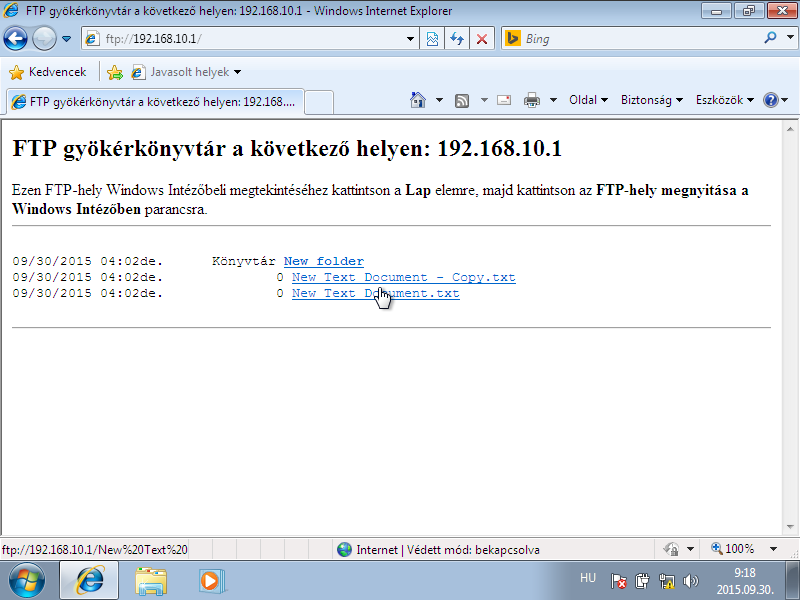 FTP gyökérkönyvtár a következő helyen: 192.168.10.1 - Windows Internet Explorer
ftp://192.168.10.1/
Bing
Kedvencek
Javasolt helyek
FTP gyökérkönyvtár a következő helyen: 192.168....
Oldal
Biztonság
Eszközök
FTP gyökérkönyvtár a következő helyen: 192.168.10.1
Ezen FTP-hely Windows Intézőbeli megtekintéséhez kattintson a Lap elemre, majd kattintson az FTP-hely megnyitása a
Windows Intézőben parancsra.
09/30/2015 04:02de. Könyvtár New folder
09/30/2015 04:02de. 0 New Text Document - Copy.txt
09/30/2015 04:02de. 0 New Text Document.txt
ftp://192.168.10.1/New%20Text%20
Internet | Védett mód: bekapcsolva
100%
HU
9:18
2015.09.30.